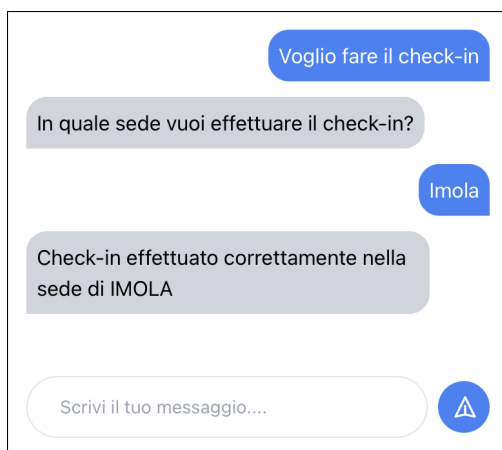 Voglio fare il check-in
In quale sede vuoi effettuare il check-in?
Imola
Check-in effettuato correttamente nella
sede di IMOLA
Scrivi il tuo messaggio....